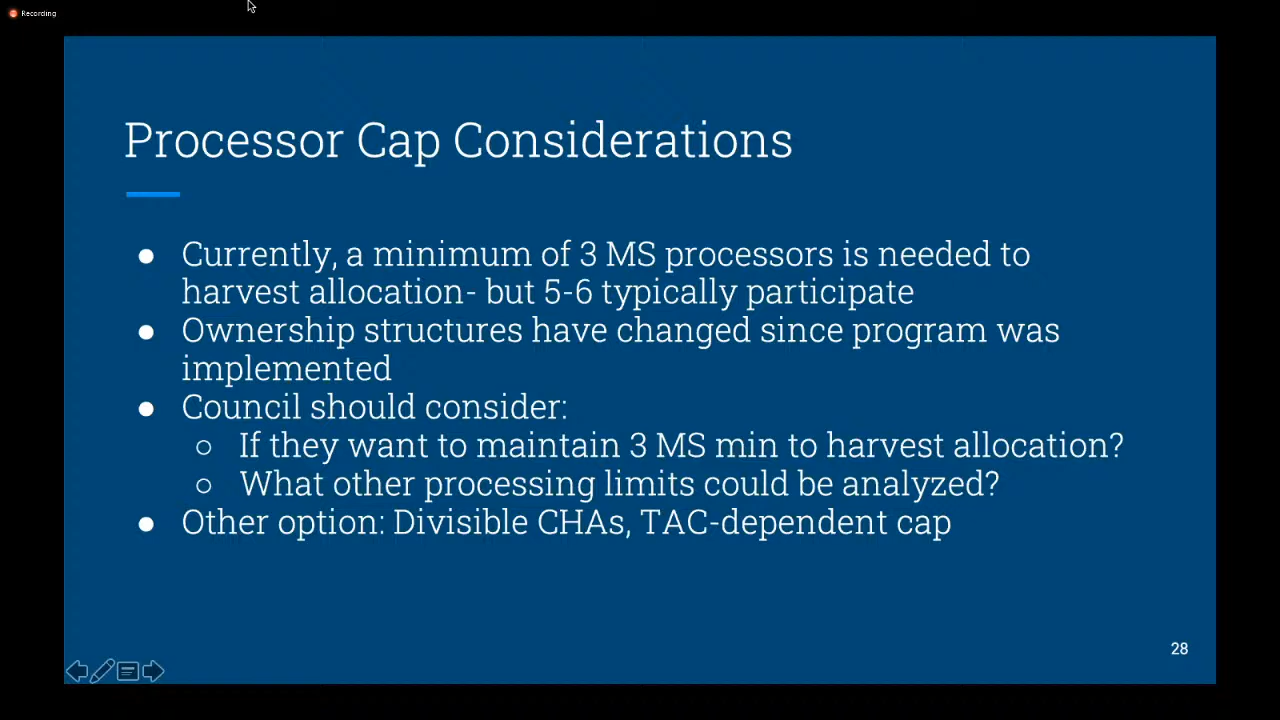 Recording
Processor Cap Considerations
● Currently, a minimum of 3 MS processors is needed to
harvest allocation- but 5-6 typically participate
● Ownership structures have changed since program was
implemented
● Council should consider:
○ If they want to maintain 3 MS min to harvest allocation?
○ What other processing limits could be analyzed?
● Other option: Divisible CHAs, TAC-dependent cap
28